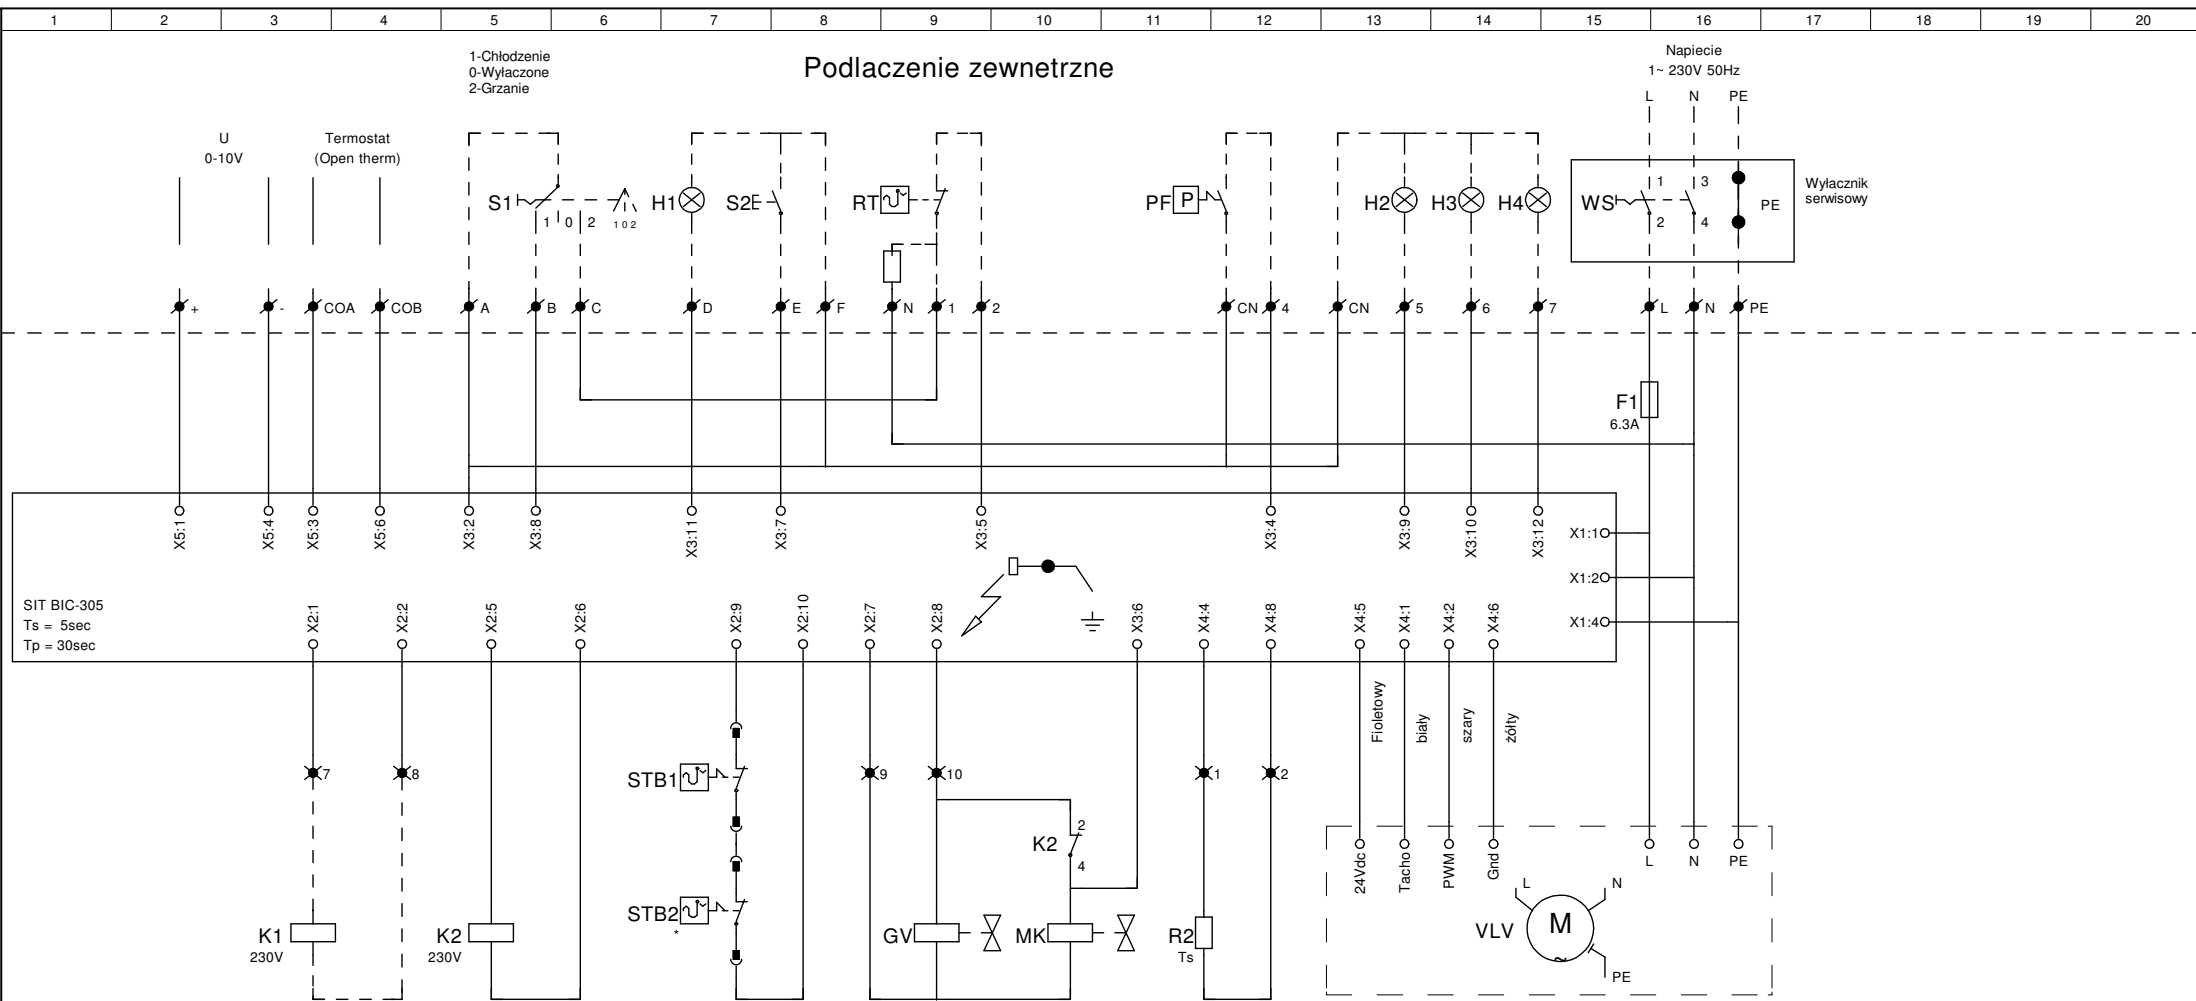 1 2 3 4 5 6 7 8 9 10 11 12 13 14 15 16 17 18 19 20
1-Chłodzenie
0-Wyłaczone
2-Grzanie
Podlaczenie zewnetrzne
Napiecie
1~ 230V 50Hz
L N PE
U
0-10V
Termostat
(Open therm)
S1
1 0 2
1 0 2
H1
S2
RT
PF
P
H2
H3
H4
WS
1
3
2
4
PE
Wyłacznik
serwisowy
+ - COA COB A B C D E F N 1 2 CN 4 CN 5 6 7 L N PE
F1
6.3A
X5:1 X5:4 X5:3 X5:6 X3:2 X3:8 X3:11 X3:7 X3:5 X3:4 X3:9 X3:10 X3:12
X1:1
X1:2
X1:4
SIT BIC-305
Ts = 5sec
Tp = 30sec
X2:1 X2:2 X2:5 X2:6 X2:9 X2:10 X2:7 X2:8 X3:6 X4:4 X4:8 X4:5 X4:1 X4:2 X4:6
Fioletowy
biały
szary
żółty
7 8
STB1
9 10
1 2
K2
2
4
24Vdc Tacho PWM Gnd
L N PE
STB2
*
K1
230V
K2
230V
GV
MK
R2
Ts
VLV
M
~
L
N
PE